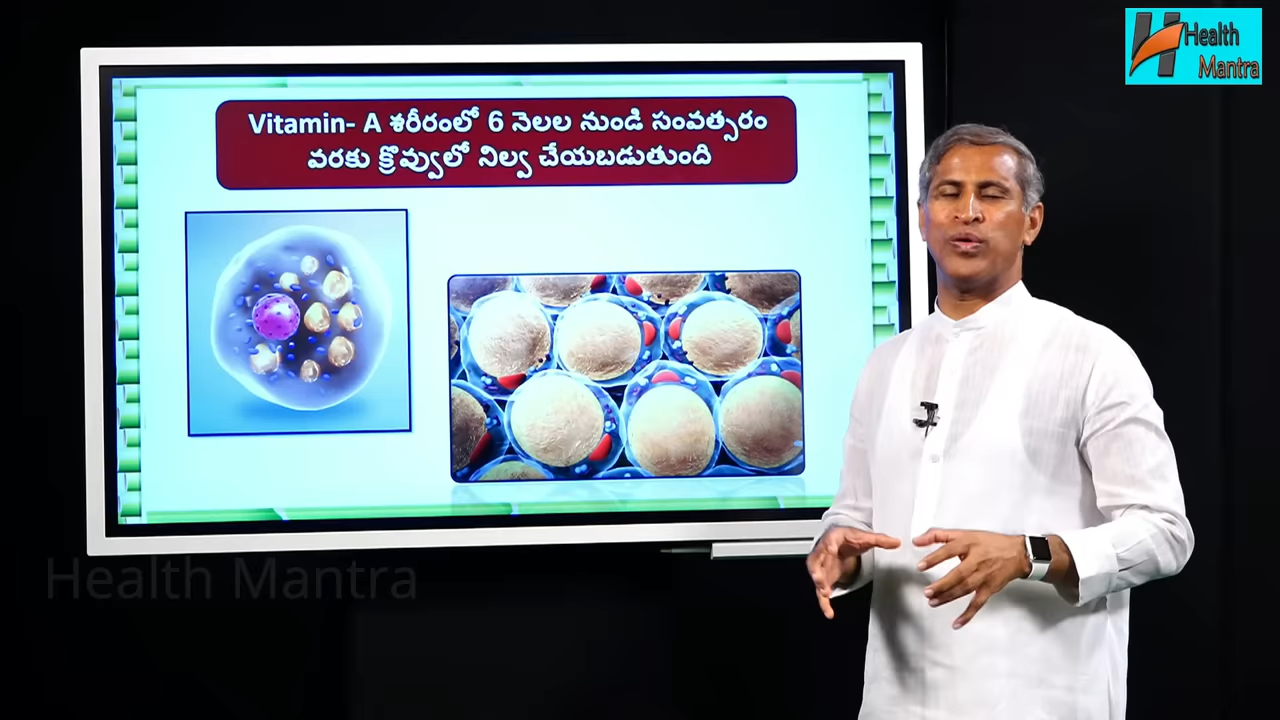 Health
Mantra
Vitamin- A శరీరంలో 6 నెలల నుండి సంవత్సరం
వరకు క్రొవ్వులో నిల్వ చేయబడుతుంది
Health Mantra